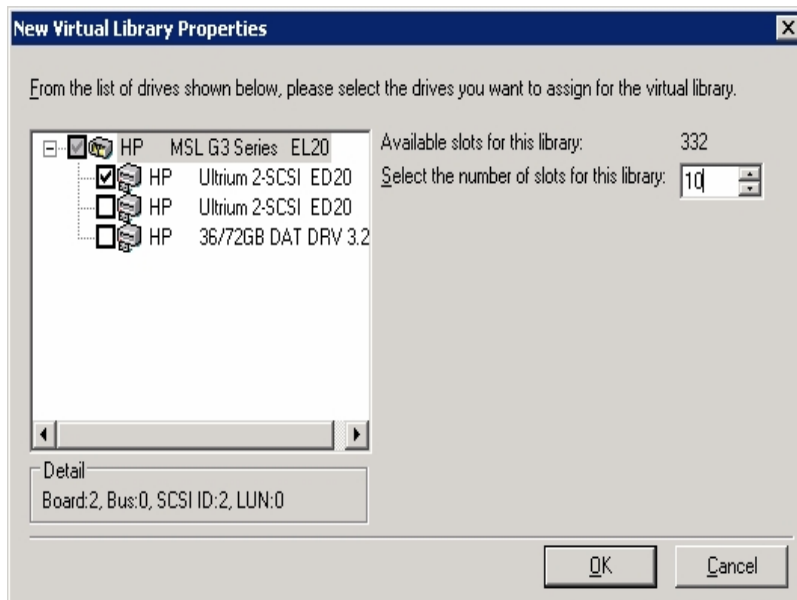 New Virtual Library Properties
From the list of drives shown below, please select the drives you want to assign for the virtual library.
HP MSL G3 Series EL20
HP Ultrium 2-SCSI ED20
HP Ultrium 2-SCSI ED20
HP 36/72GB DAT DRV 3.2
Available slots for this library: 332
Select the number of slots for this library: 10
Detail
Board:2, Bus:0, SCSI ID:2, LUN:0
OK Cancel